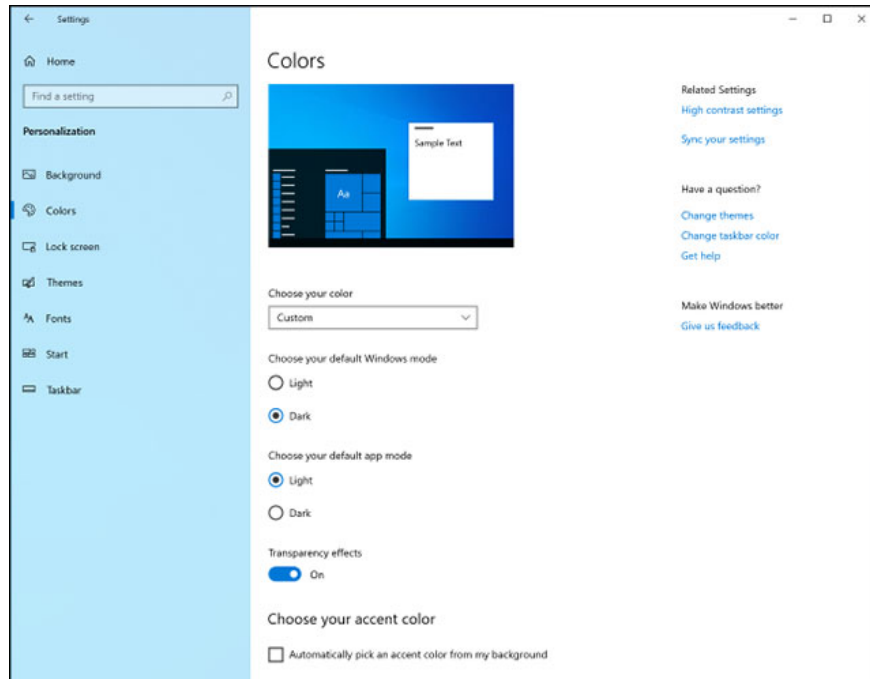 Settings
Home
Find a setting
Personalization
Background
Colors
Lock screen
Themes
Fonts
Start
Taskbar
Colors
Sample Text
Aa
Choose your color
Custom
Choose your default Windows mode
Light
Dark
Choose your default app mode
Light
Dark
Transparency effects
On
Choose your accent color
Automatically pick an accent color from my background
Related Settings
High contrast settings
Sync your settings
Have a question?
Change themes
Change taskbar color
Get help
Make Windows better
Give us feedback